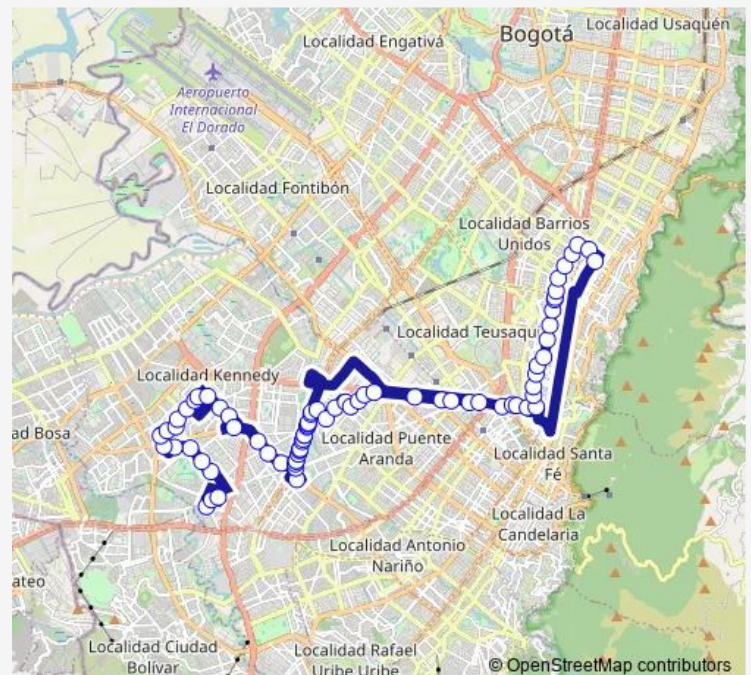 Localidad Usaquén
Bogotá
Localidad Engativá
Aeropuerto
Internacional
El Dorado
Localidad Fontibón
Localidad Barrios
Unidos
Localidad Teusaqu
Localidad Kennedy
ad Bosa
Localidad Puente
Aranda
Localidad Santa
Fé
Localidad La
Candelaria
Localidad Antonio
Nariño
ateo
Localidad Ciudad
Bolívar
Localidad Rafael
Uribe Uribe
© OpenStreetMap contributors